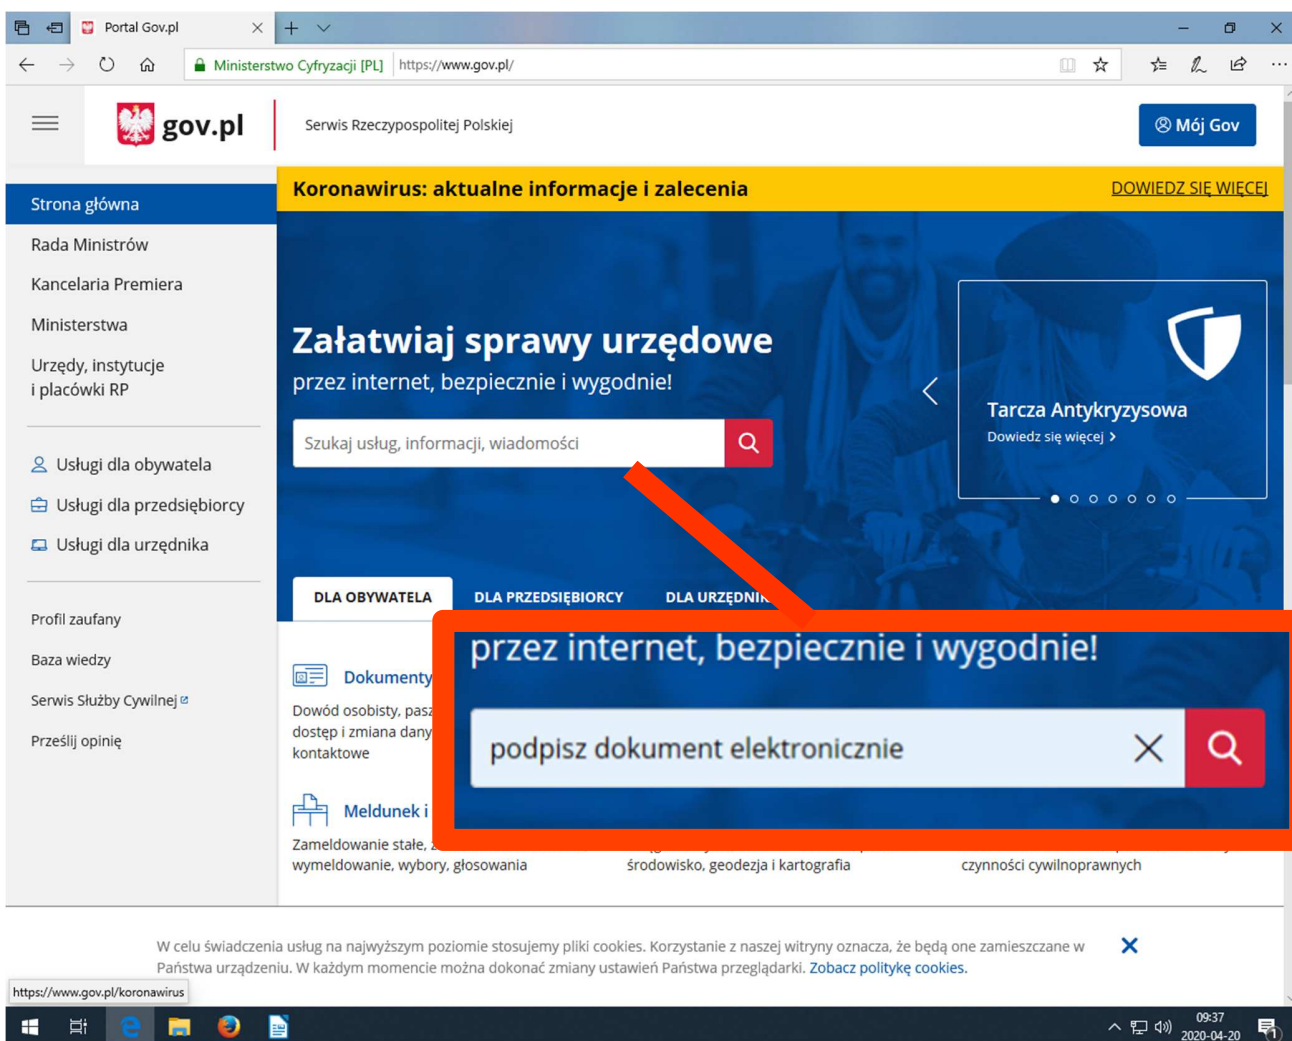 Portal Gov.pl
Ministerstwo Cyfryzacji [PL] https://www.gov.pl/
gov.pl
Serwis Rzeczypospolitej Polskiej
Mój Gov
Koronawirus: aktualne informacje i zalecenia
DOWIEDZ SIĘ WIĘCEJ
Strona główna
Rada Ministrów
Kancelaria Premiera
Ministerstwa
Urzędy, instytucje
i placówki RP
Usługi dla obywatela
Usługi dla przedsiębiorcy
Usługi dla urzędnika
Profil zaufany
Baza wiedzy
Serwis Służby Cywilnej
Prześlij opinię
Załatwiaj sprawy urzędowe
przez internet, bezpiecznie i wygodnie!
Szukaj usług, informacji, wiadomości
Tarcza Antykryzysowa
Dowiedz się więcej
DLA OBYWATELA
DLA PRZEDSIĘBIORCY
DLA
przez internet, bezpiecznie i wygodnie!
podpisz dokument elektronicznie
Dokumenty
Dowód osobisty,
dostęp i zmiana
kontaktowe
Meldunek i
Zameldowanie stałe,
wymeldowanie, wybory, głosowania
środowisko, geodezja i kartografia
czynności cywilnoprawnych
W celu świadczenia usług na najwyższym poziomie stosujemy pliki cookies. Korzystanie z naszej witryny oznacza, że będą one zamieszczane w
Państwa urządzeniu. W każdym momencie można dokonać zmiany ustawień Państwa przeglądarki. Zobacz politykę cookies.
https://www.gov.pl/koronawirus
09:37
2020-04-20